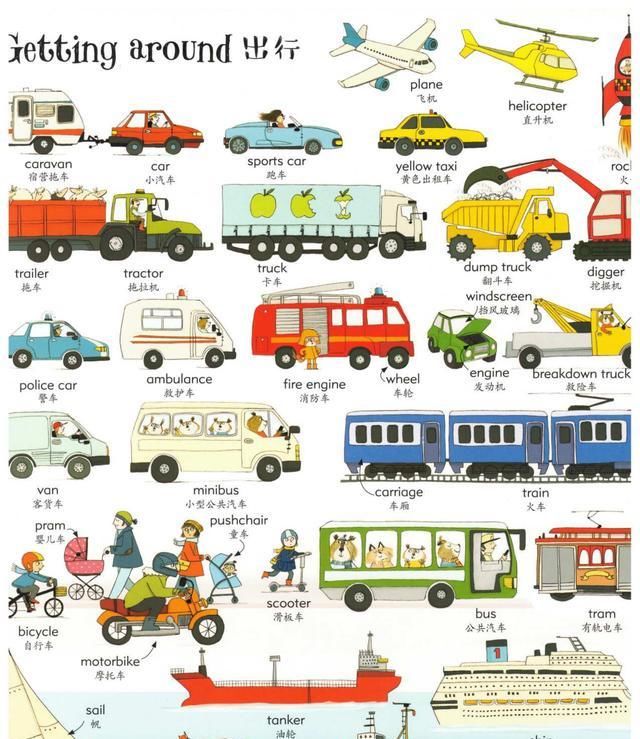 Getting around 出行
plane
飞机
helicopter
直升机
caravan
宿营拖车
car
小汽车
sports car
跑车
yellow taxi
黄色出租车
trailer
拖车
tractor
拖拉机
truck
卡车
dump truck
翻斗车
digger
挖掘机
windscreen
挡风玻璃
police car
警车
ambulance
救护车
fire engine
消防车
wheel
车轮
engine
发动机
breakdown truck
救险车
van
客货车
minibus
小型公共汽车
carriage
车厢
train
火车
pram
婴儿车
pushchair
童车
scooter
滑板车
bus
公共汽车
tram
有轨电车
bicycle
自行车
motorbike
摩托车
sail
帆
tanker
油轮
1